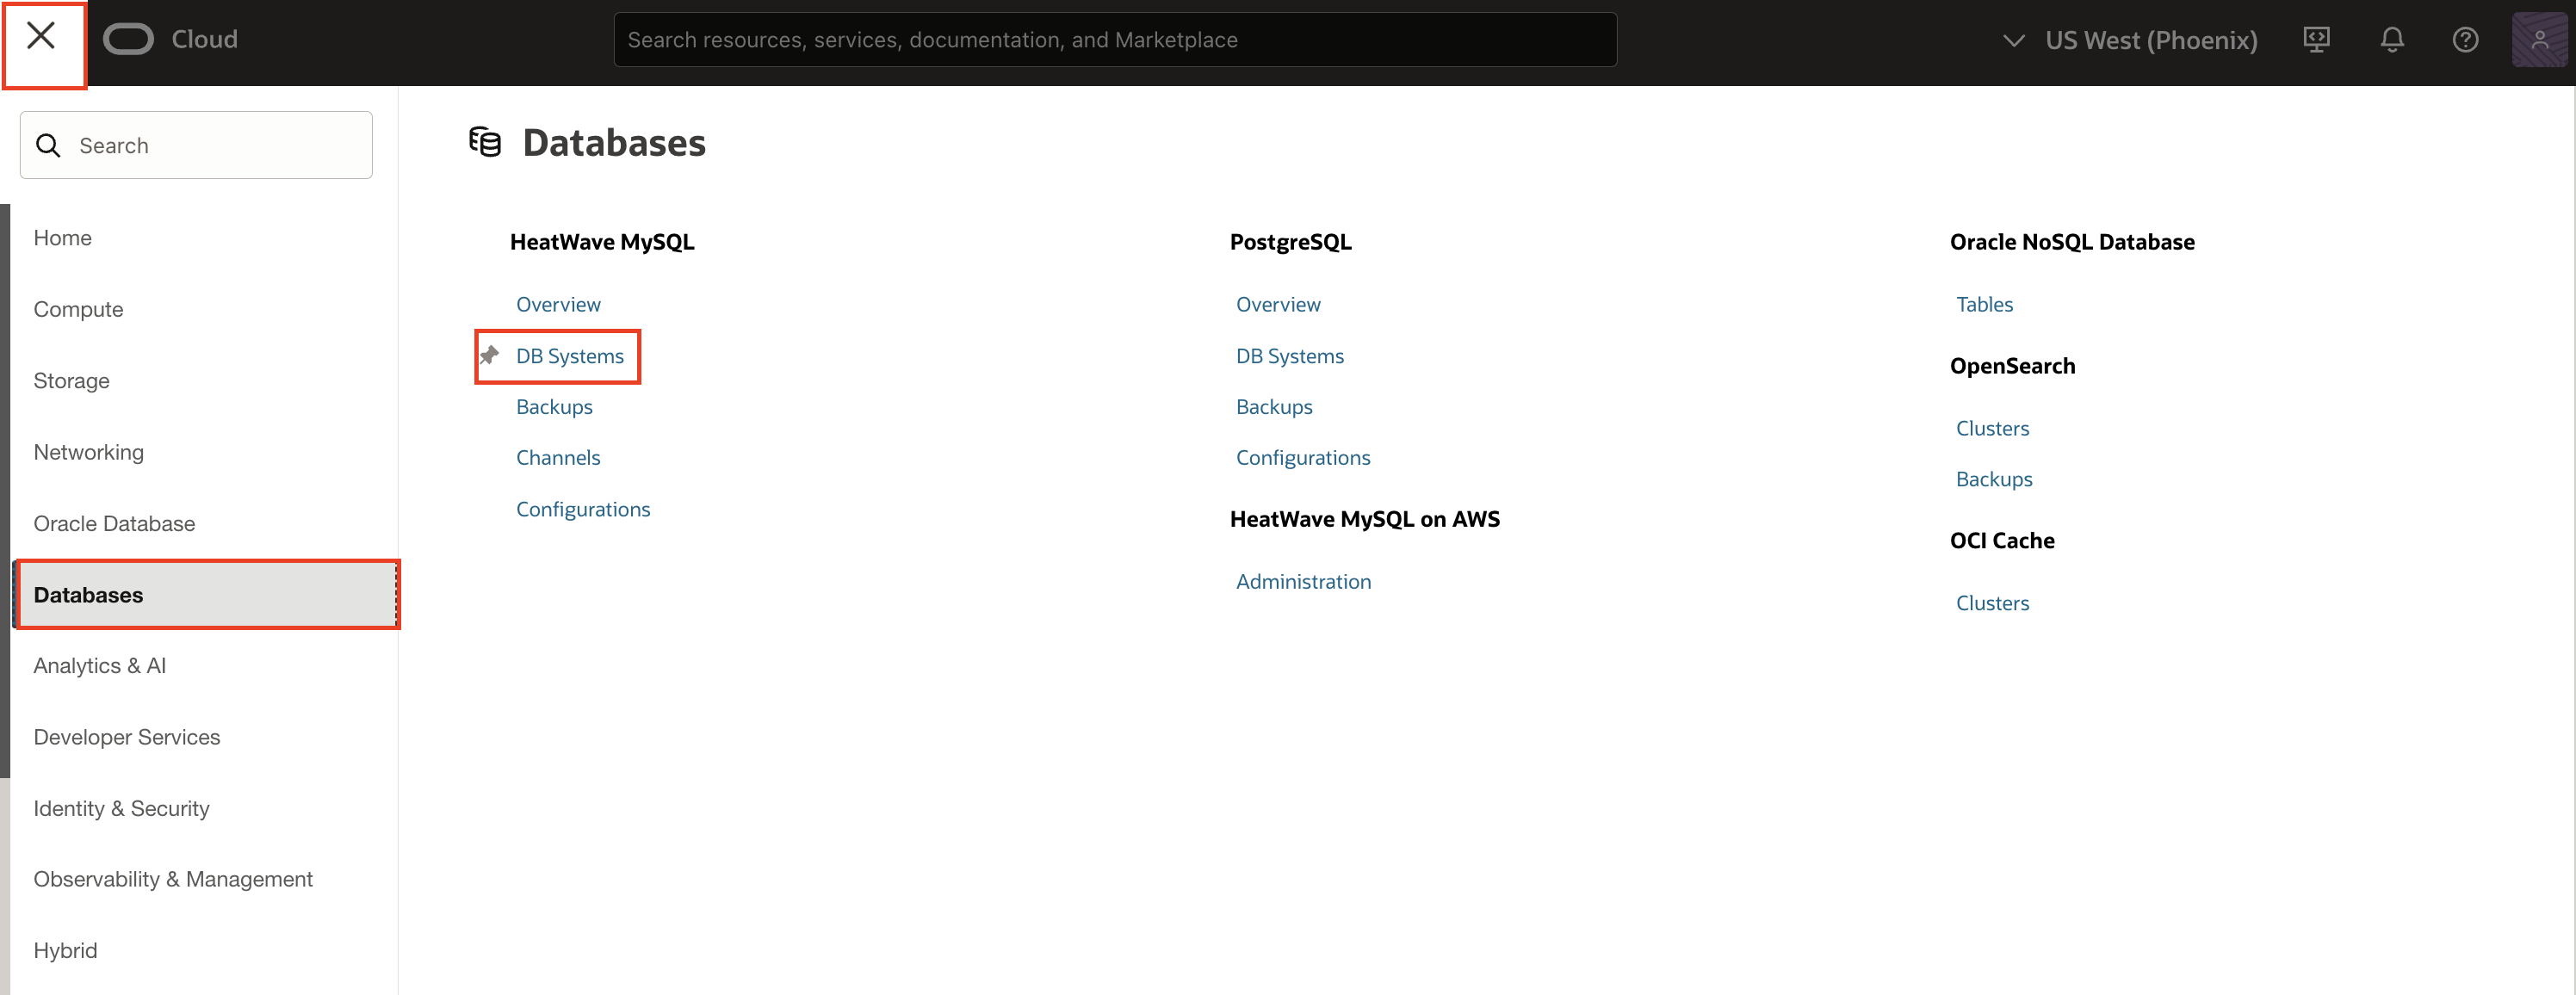 Cloud
Search resources, services, documentation, and Marketplace
US West (Phoenix)
Search
Home
Compute
Storage
Networking
Oracle Database
Databases
Analytics & AI
Developer Services
Identity & Security
Observability & Management
Hybrid
Databases
HeatWave MySQL
Overview
DB Systems
Backups
Channels
Configurations
PostgreSQL
Overview
DB Systems
Backups
Configurations
HeatWave MySQL on AWS
Administration
Oracle NoSQL Database
Tables
OpenSearch
Clusters
Backups
OCI Cache
Clusters